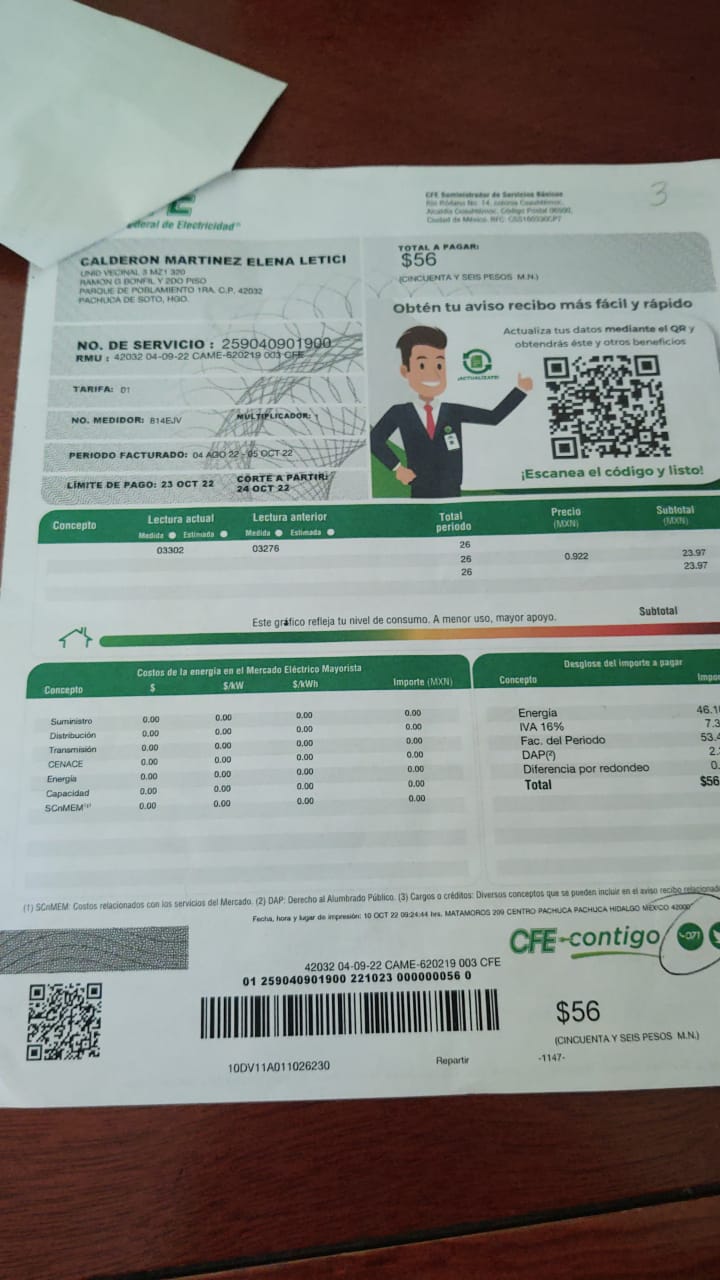 3
CFE Suministrador de Servicios Básicos
Río Ródano No. 14, colonia Cuauhtémoc,
Alcaldía Cuauhtémoc, Código Postal 06500,
Ciudad de México. RFC: CSS160330CP7
deral de Electricidad
CALDERON MARTINEZ ELENA LETICI
UNID VECINAL 3 MZ1 320
RAMON G BONFIL Y 2DO PISO
PARQUE DE POBLAMIENTO 1RA. C.P. 42032
PACHUCA DE SOTO, HGO.
TOTAL A PAGAR:
$56
(CINCUENTA Y SEIS PESOS M.N.)
NO. DE SERVICIO : 259040901900
RMU : 42032 04-09-22 CAME-620219 003 CFE
TARIFA: 01
NO. MEDIDOR: 814EJV MULTIPLICADOR: 1
PERIODO FACTURADO: 04 AGO 22 - 05 OCT 22
LÍMITE DE PAGO: 23 OCT 22
CORTE A PARTIR:
24 OCT 22
Obtén tu aviso recibo más fácil y rápido
Actualiza tus datos mediante el QR y
obtendrás éste y otros beneficios
¡ACTUALIZATE!
¡Escanea el código y listo!
Concepto Lectura actual Lectura anterior Total periodo Precio (MXN) Subtotal (MXN)
Medida Estimada Medida Estimada
03302 03276 26
26 0.922 23.97
26 23.97
Subtotal
Este gráfico refleja tu nivel de consumo. A menor uso, mayor apoyo.
Costos de la energía en el Mercado Eléctrico Mayorista
Concepto $ $/kW $/kWh Importe (MXN)
Suministro 0.00 0.00 0.00 0.00
Distribución 0.00 0.00 0.00 0.00
Transmisión 0.00 0.00 0.00 0.00
CENACE 0.00 0.00 0.00 0.00
Energía 0.00 0.00 0.00 0.00
Capacidad 0.00 0.00 0.00 0.00
SCnMEM(1) 0.00 0.00 0.00 0.00
Desglose del importe a pagar
Concepto Impor
Energía 46.1
IVA 16% 7.3
Fac. del Periodo 53.4
DAP(2) 2.
Diferencia por redondeo 0.
Total $56
(1) SCnMEM: Costos relacionados con los servicios del Mercado. (2) DAP: Derecho al Alumbrado Público. (3) Cargos o créditos: Diversos conceptos que se pueden incluir en el aviso recibo relacionado
Fecha, hora y lugar de impresión: 10 OCT 22 09:24:44 hrs. MATAMOROS 209 CENTRO PACHUCA PACHUCA HIDALGO MEXICO 42000
CFE contigo
071
42032 04-09-22 CAME-620219 003 CFE
01 259040901900 221023 000000056 0
$56
(CINCUENTA Y SEIS PESOS M.N.)
10DV11A011026230
Repartir
-1147-